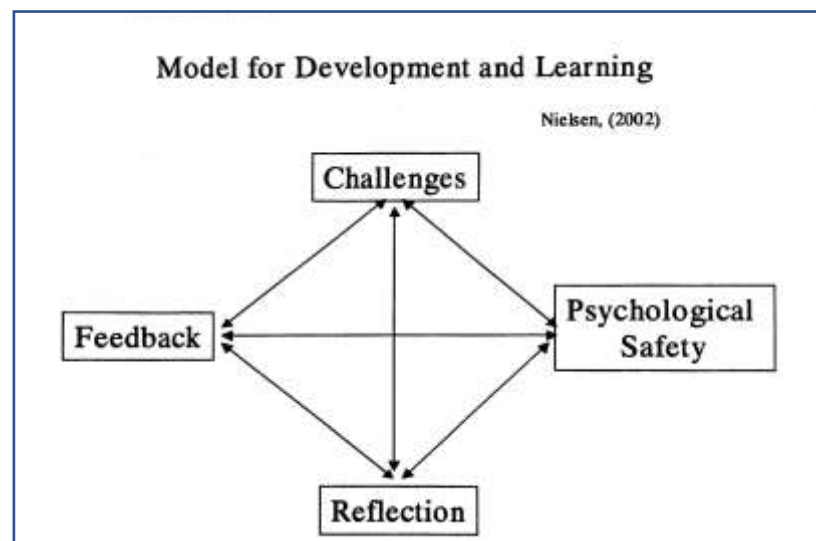 Model for Development and Learning
Nielsen, (2002)
Challenges
Feedback
Psychological
Safety
Reflection